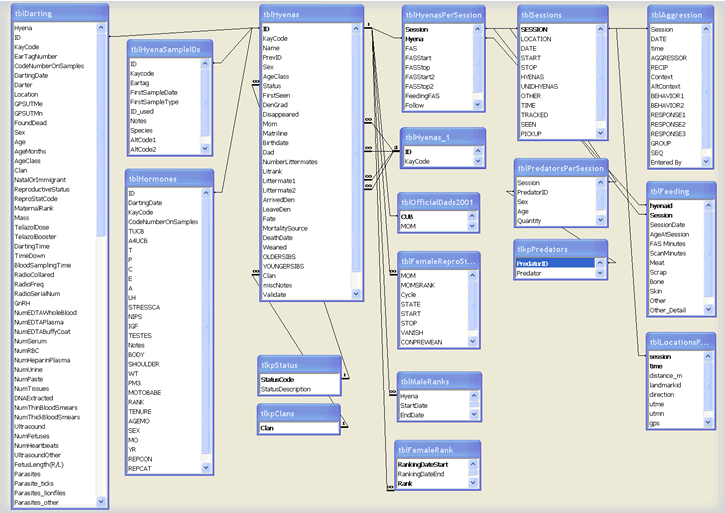 tblDarting
Hyena
ID
KayCode
EarTagNumber
CodeNumberOnSamples
DartingDate
Darter
Location
GPSUTMe
GPSUTMn
FoundDead
Sex
Age
AgeMonths
AgeClass
Clan
NatalOrImmigrant
ReproductiveStatus
ReproStatCode
MaternalRank
Mass
TelazolDose
TelazolBooster
DartingTime
TimeDown
BloodSamplingTime
RadioCollared
RadioFreq
RadioSerialNum
GnRH
NumEDTAWholeBlood
NumEDTAPlasma
NumEDTABuffyCoat
NumSerum
NumRBC
NumHeparinPlasma
NumUrine
NumPaste
NumTissues
DNAExtracted
NumThinBloodSmears
NumThickBloodSmears
Ultrasound
NumFetuses
NumHeartbeats
UltrasoundOther
FetusLength(R/L)
Parasites
Parasite_ticks
Parasites_lionflies
Parasites_other
tblHyenaSampleIDs
ID
Kaycode
Eartag
FirstSampleDate
FirstSampleType
ID_used
Notes
Species
AltCode1
AltCode2
tblHormones
ID
DartingDate
KayCode
CodeNumberOnSamples
TUCB
A4UCB
T
P
C
E
A
LH
STRESSCA
NIPS
IGF
TESTES
Notes
BODY
SHOULDER
WT
PM3
MOTOBABE
RANK
TENURE
AGEMO
SEX
MO
YR
REPCON
REPCAT
tblHyenas
ID
KayCode
Name
PrevID
Sex
AgeClass
Status
FirstSeen
DenGrad
Disappeared
Mom
Matriline
Birthdate
Dad
NumberLittermates
Litrank
Littermate1
Littermate2
ArrivedDen
LeaveDen
Fate
MortalitySource
DeathDate
Weaned
OLDERSIBS
YOUNGERSIBS
Clan
miscNotes
Validate
tlkpStatus
StatusCode
StatusDescription
tlkpClans
Clan
tblHyenasPerSession
Session
Hyena
FAS
FASStart
FASStop
FASStart2
FASStop2
FeedingFAS
Follow
tblHyenas_1
ID
KayCode
tblOfficialDads2001
CUB
MOM
tblFemaleReproSt...
MOM
MOMSRANK
Cycle
STATE
START
STOP
VANISH
CONPREWEAN
tblMaleRanks
Hyena
StartDate
EndDate
tblFemaleRank
RankingDateStart
RankingDateEnd
Rank
tblSessions
SESSION
LOCATION
DATE
START
STOP
HYENAS
UNIDHYENAS
OTHER
TIME
TRACKED
SEEN
PICKUP
tblPredatorsPerSession
Session
PredatorID
Sex
Age
Quantity
tlkpPredators
PredatorID
Predator
tblAggression
Session
DATE
time
AGGRESSOR
RECIP
Context
AltContext
BEHAVIOR1
BEHAVIOR2
RESPONSE1
RESPONSE2
RESPONSE3
GROUP
SEQ
Entered By
tblFeeding
hyenaid
Session
SessionDate
AgeAtSession
FAS Minutes
ScanMinutes
Meat
Scrap
Bone
Skin
Other
Other_Detail
tblLocationsP...
session
time
distance_m
landmarkid
direction
utme
utmn
gps